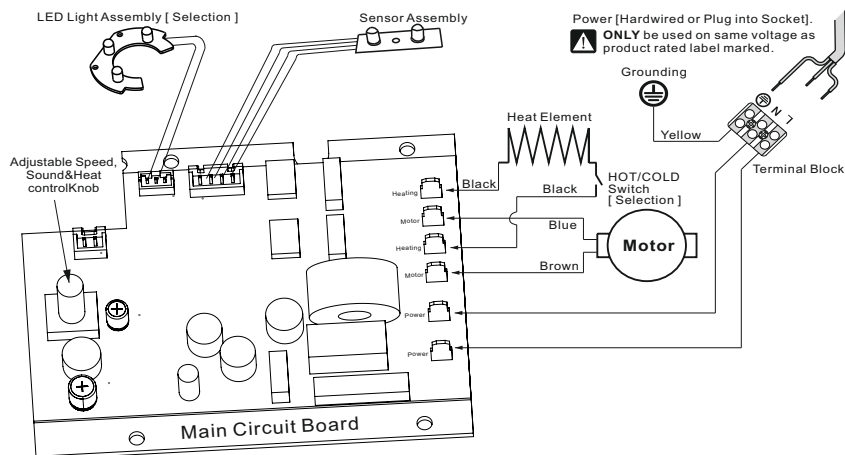 LED Light Assembly [ Selection ]
Sensor Assembly
Power [Hardwired or Plug into Socket].
ONLY be used on same voltage as
product rated label marked.
Grounding
Yellow
N
L
Terminal Block
Heat Element
Black
Black
HOT/COLD
Switch
[ Selection ]
Blue
Motor
Brown
Adjustable Speed,
Sound&Heat
controlKnob
Heating
Motor
Heating
Motor
Power
Power
Main Circuit Board